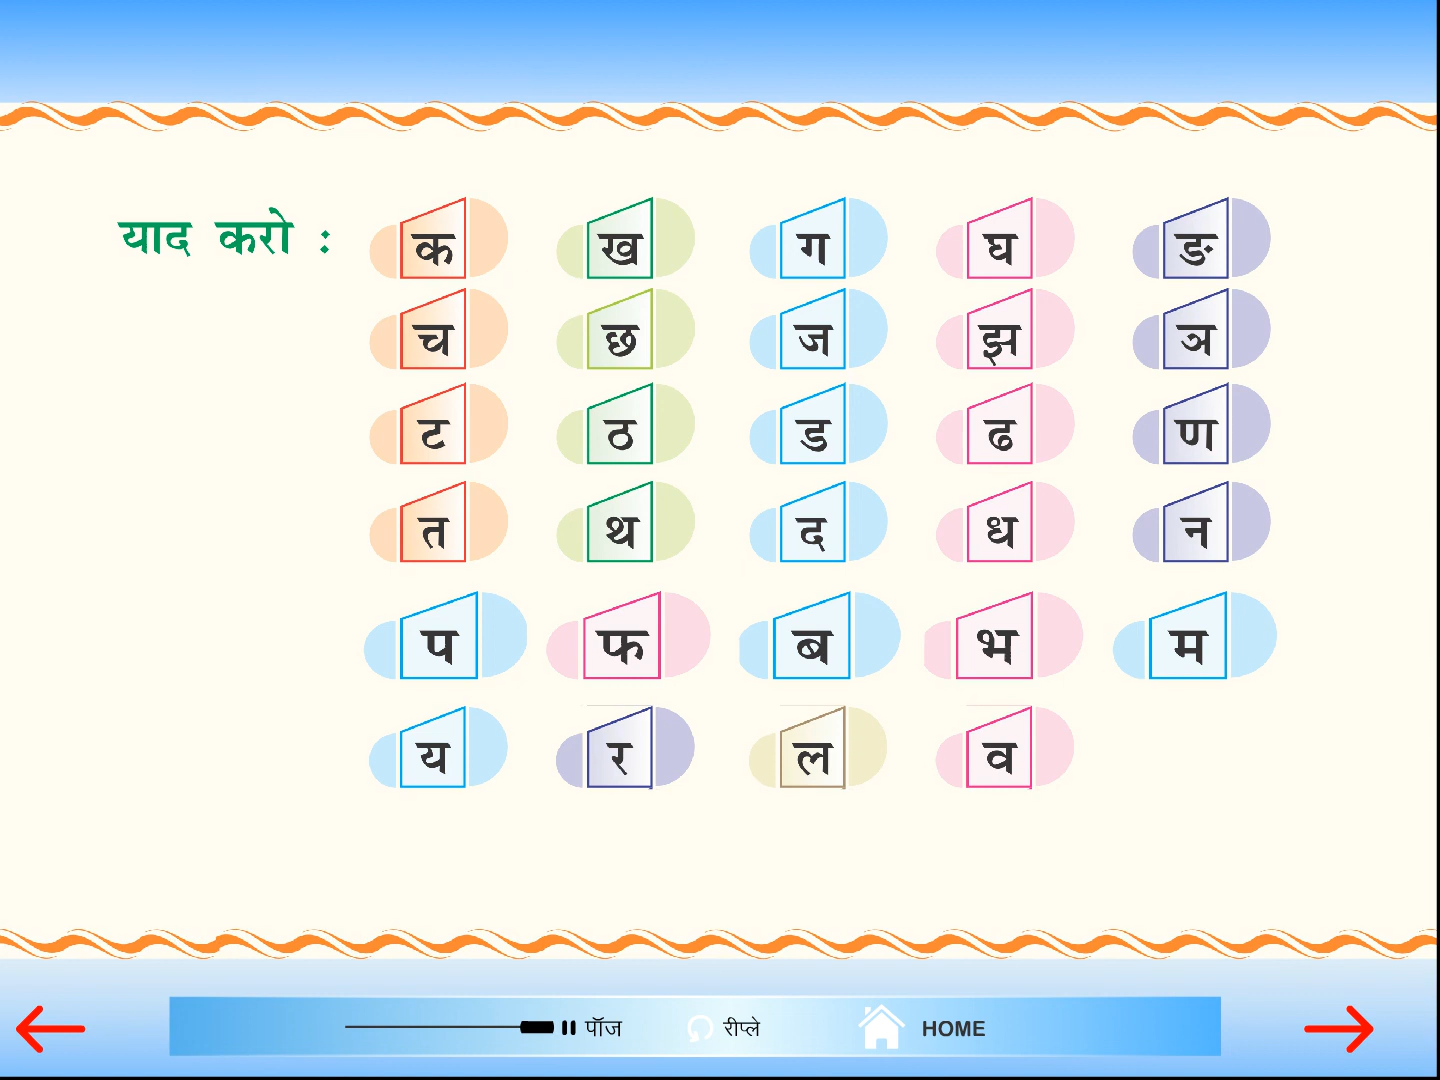 याद करो : क ख ग घ ङ
च छ ज झ ञ
ट ठ ड ढ ण
त थ द ध न
प फ ब भ म
य र ल व
पॉज रीप्ले HOME